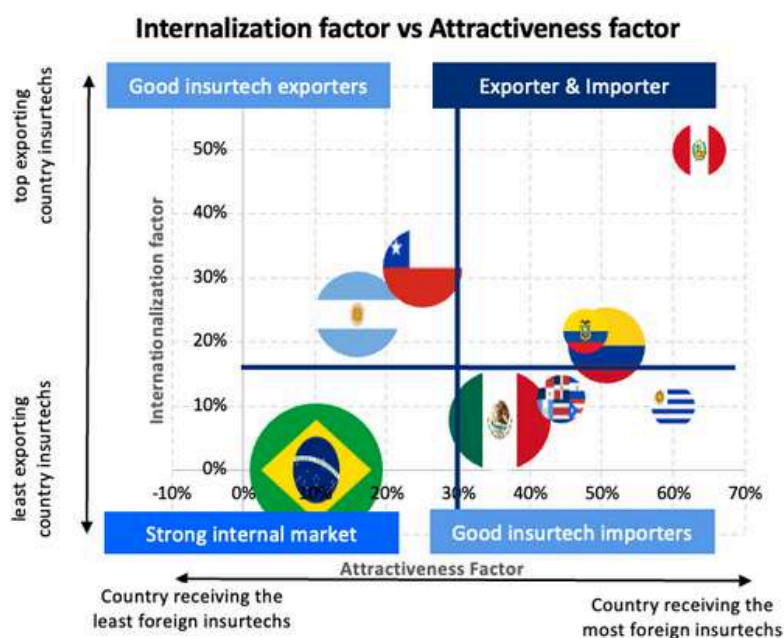 Internalization factor vs Attractiveness factor
Good insurtech exporters
Exporter & Importer
top exporting
country insurtechs
least exporting
country insurtechs
Internationalization factor
50%
40%
30%
20%
10%
0%
-10%
0%
10%
20%
30%
40%
50%
60%
70%
Strong internal market
Good insurtech importers
Attractiveness Factor
Country receiving the
least foreign insurtechs
Country receiving the
most foreign insurtechs